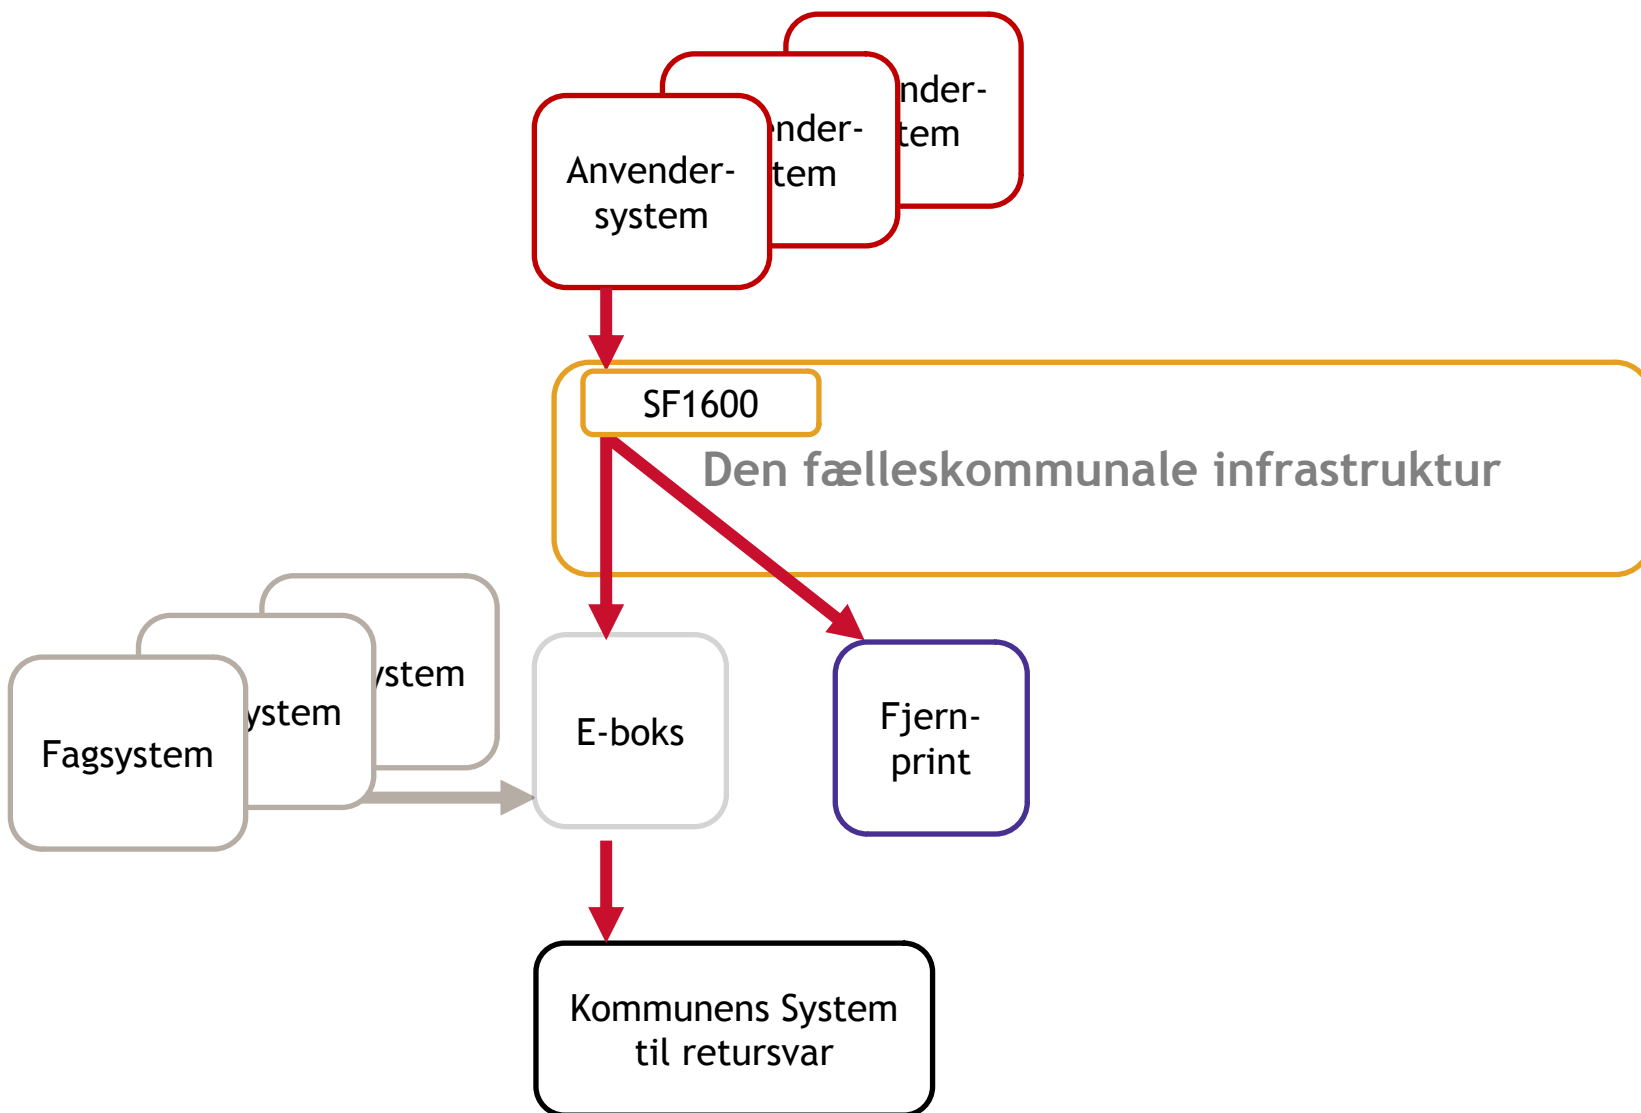 Anvender-
system
ender-
tem
nder-
tem
SF1600
Den fælleskommunale infrastruktur
Fagsystem
ystem
ystem
E-boks
Fjern-
print
Kommunens System
til retursvar